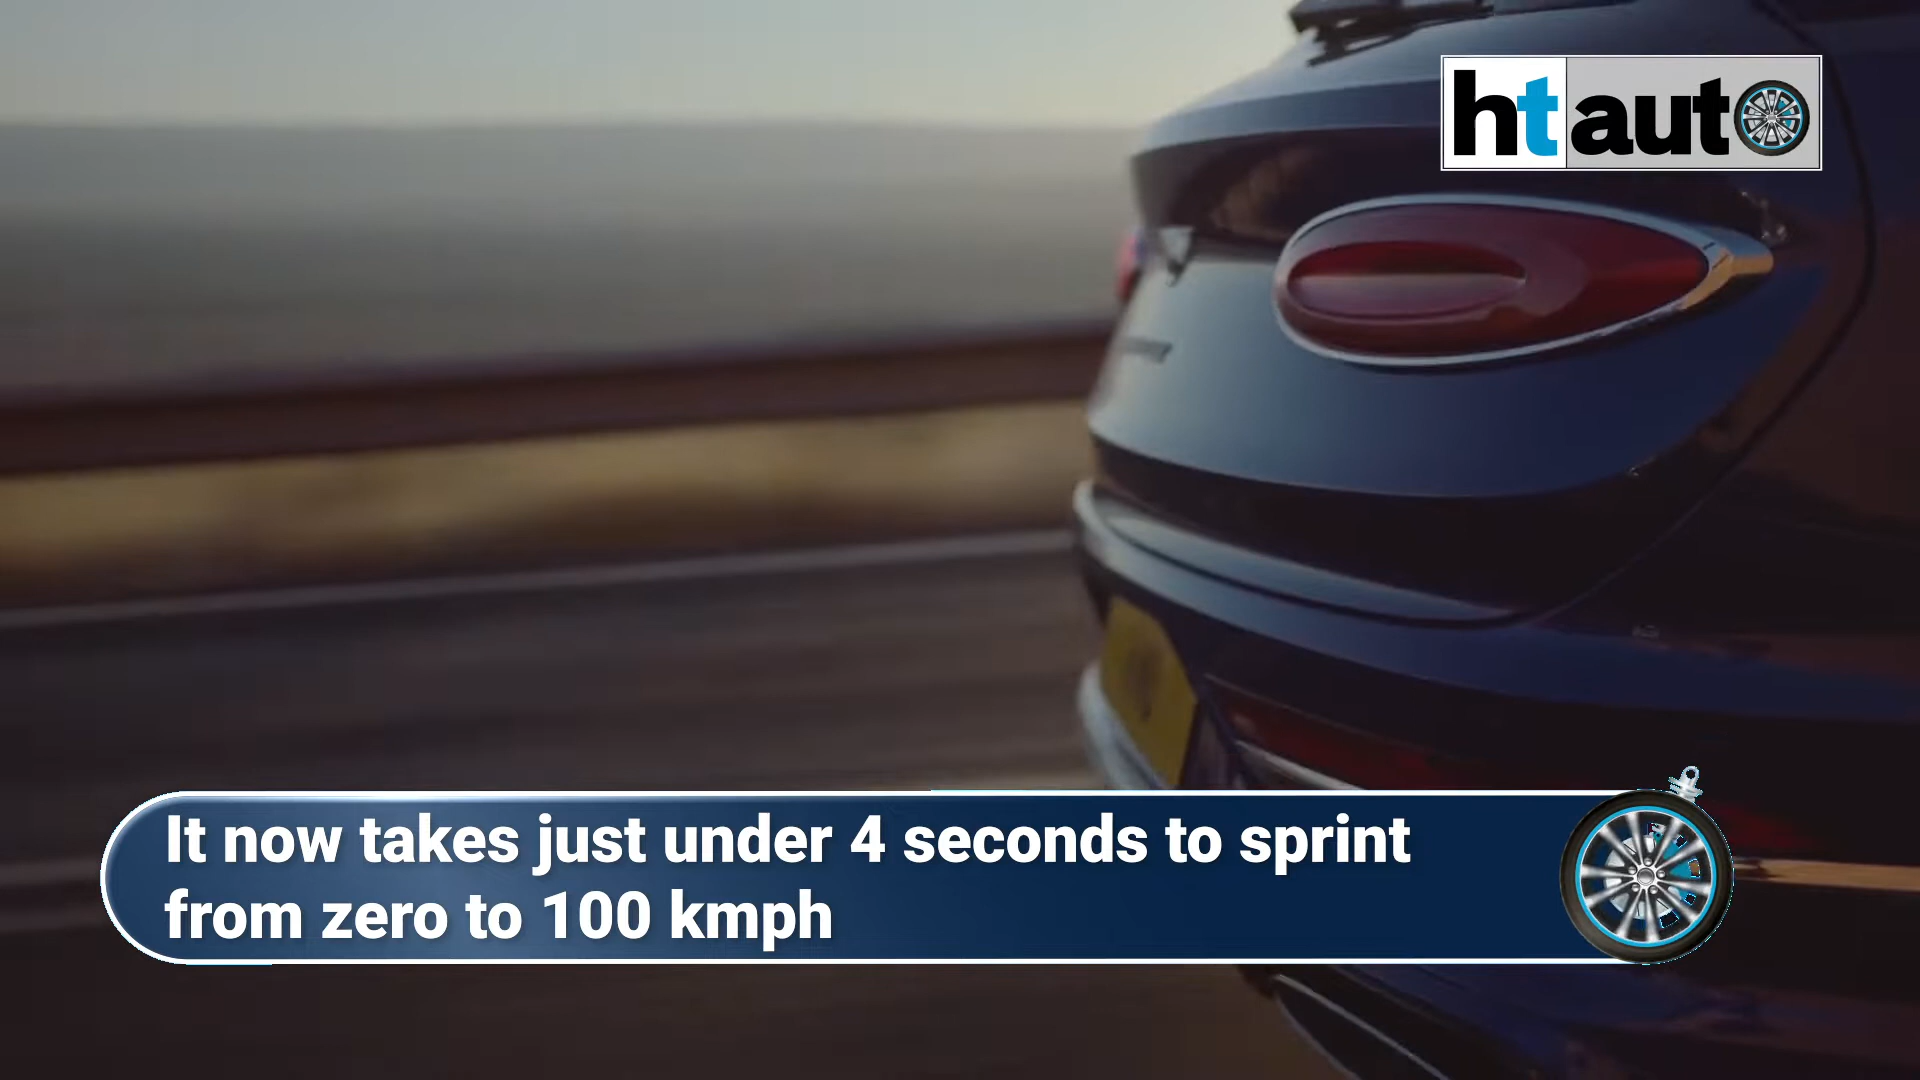 ht auto
It now takes just under 4 seconds to sprint
from zero to 100 kmph